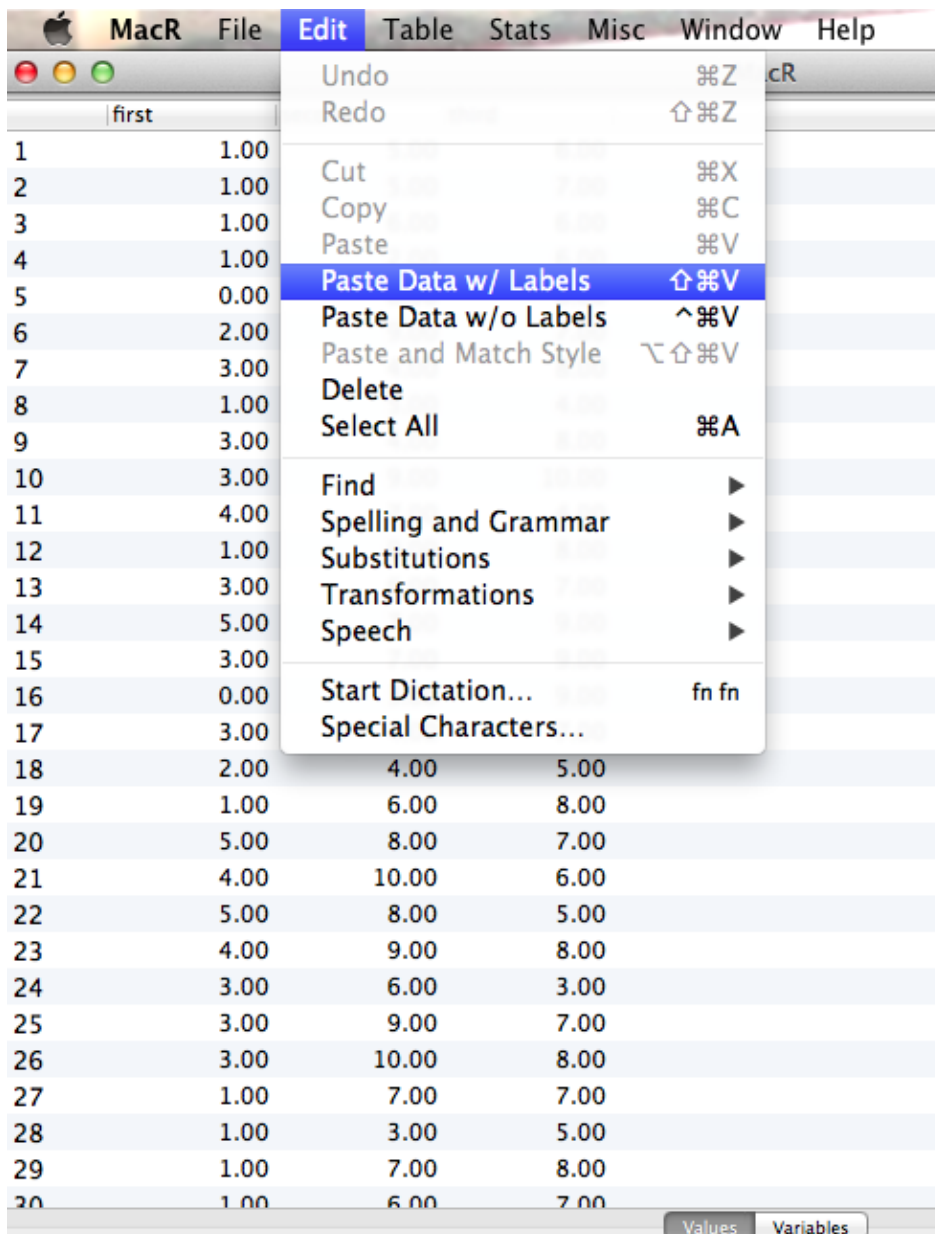 MacR File Edit Table Stats Misc Window Help
cR
first
Undo ⌘Z
Redo ⇧⌘Z
Cut ⌘X
Copy ⌘C
Paste ⌘V
Paste Data w/ Labels ⇧⌘V
Paste Data w/o Labels ^⌘V
Paste and Match Style ⌥⇧⌘V
Delete
Select All ⌘A
Find ▶
Spelling and Grammar ▶
Substitutions ▶
Transformations ▶
Speech ▶
Start Dictation... fn fn
Special Characters...
1 1.00
2 1.00
3 1.00
4 1.00
5 0.00
6 2.00
7 3.00
8 1.00
9 3.00
10 3.00
11 4.00
12 1.00
13 3.00
14 5.00
15 3.00
16 0.00
17 3.00
18 2.00 4.00 5.00
19 1.00 6.00 8.00
20 5.00 8.00 7.00
21 4.00 10.00 6.00
22 5.00 8.00 5.00
23 4.00 9.00 8.00
24 3.00 6.00 3.00
25 3.00 9.00 7.00
26 3.00 10.00 8.00
27 1.00 7.00 7.00
28 1.00 3.00 5.00
29 1.00 7.00 8.00
30 1.00 6.00 7.00
Values Variables